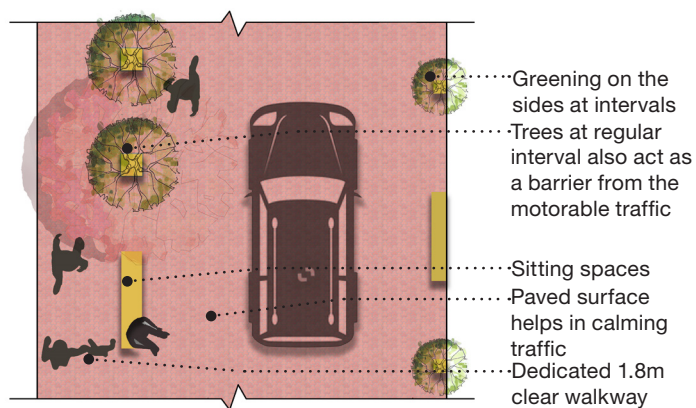 Greening on the
sides at intervals
Trees at regular
interval also act as
a barrier from the
motorable traffic
Sitting spaces
Paved surface
helps in calming
traffic
Dedicated 1.8m
clear walkway